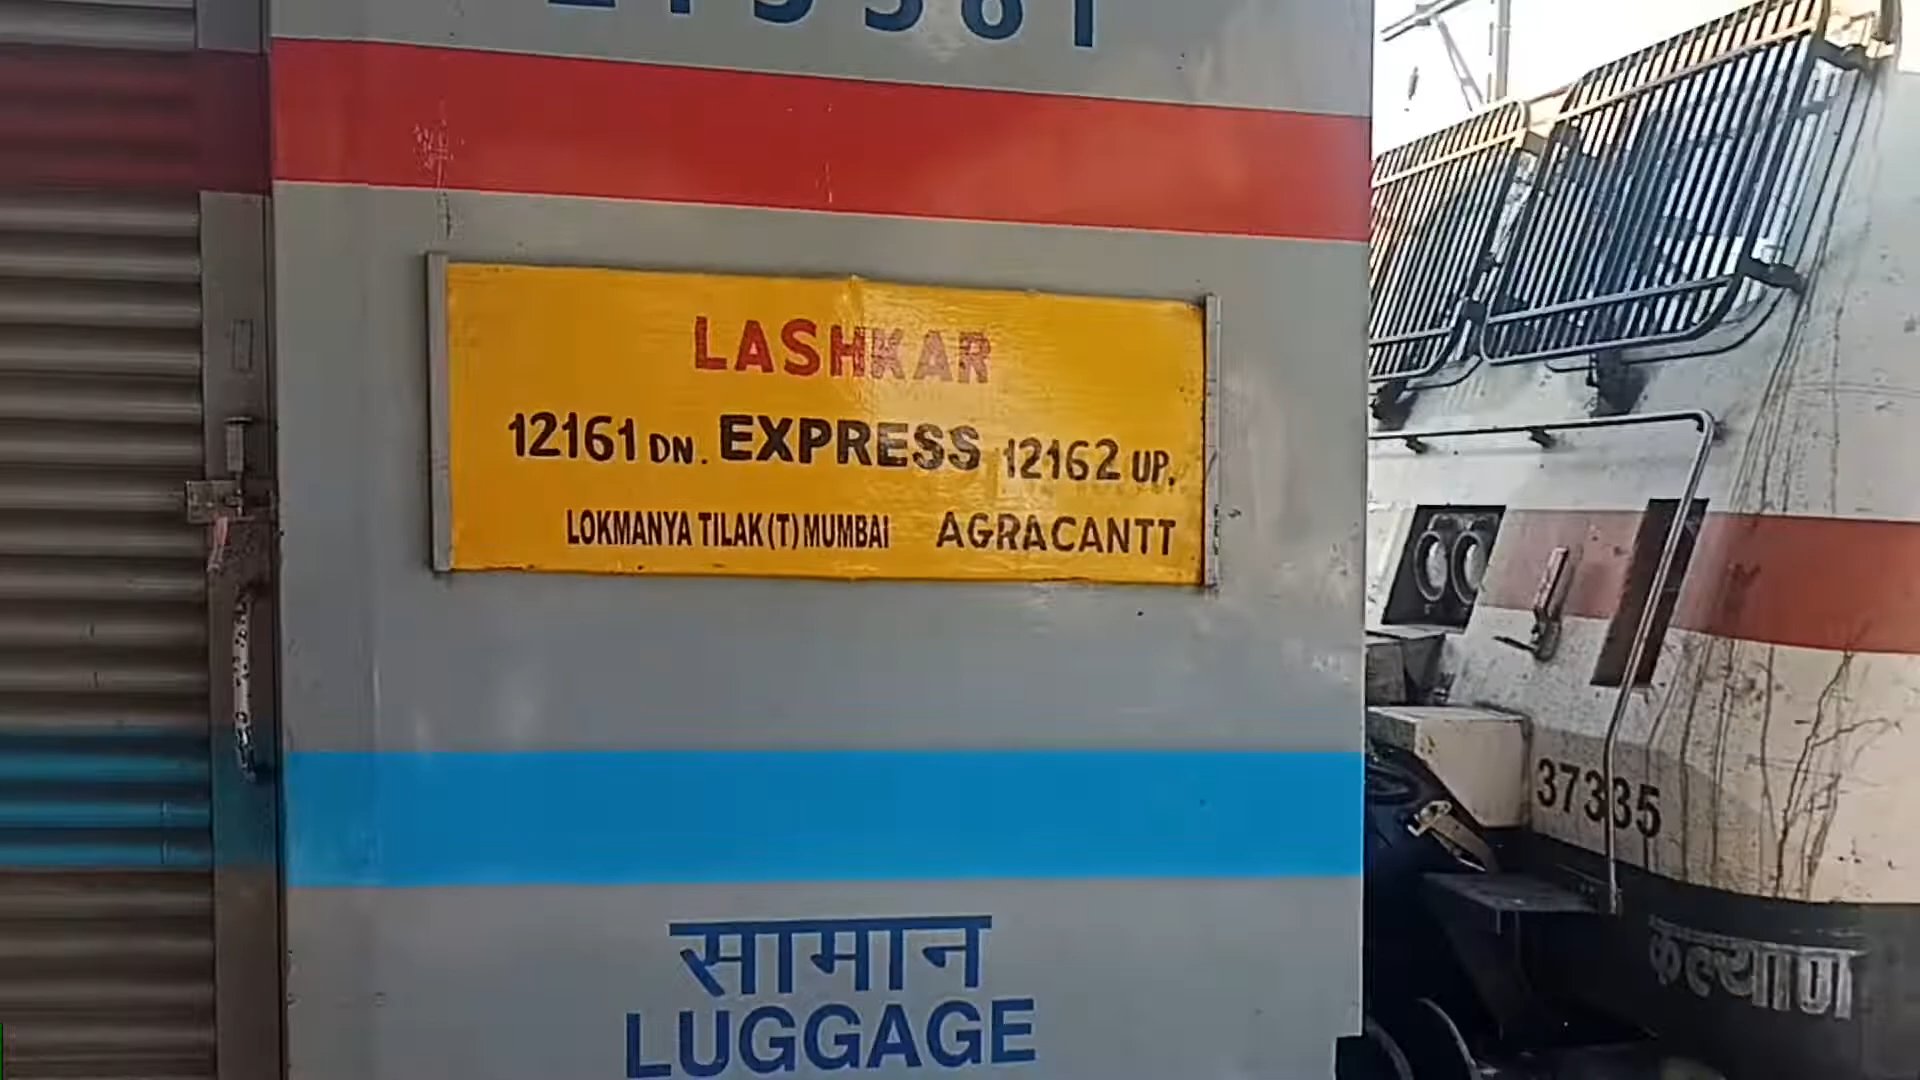 LASHKAR
12161 DN. EXPRESS 12162 UP.
LOKMANYA TILAK (T) MUMBAI AGRACANTT
सामान
LUGGAGE
37335
कल्याण